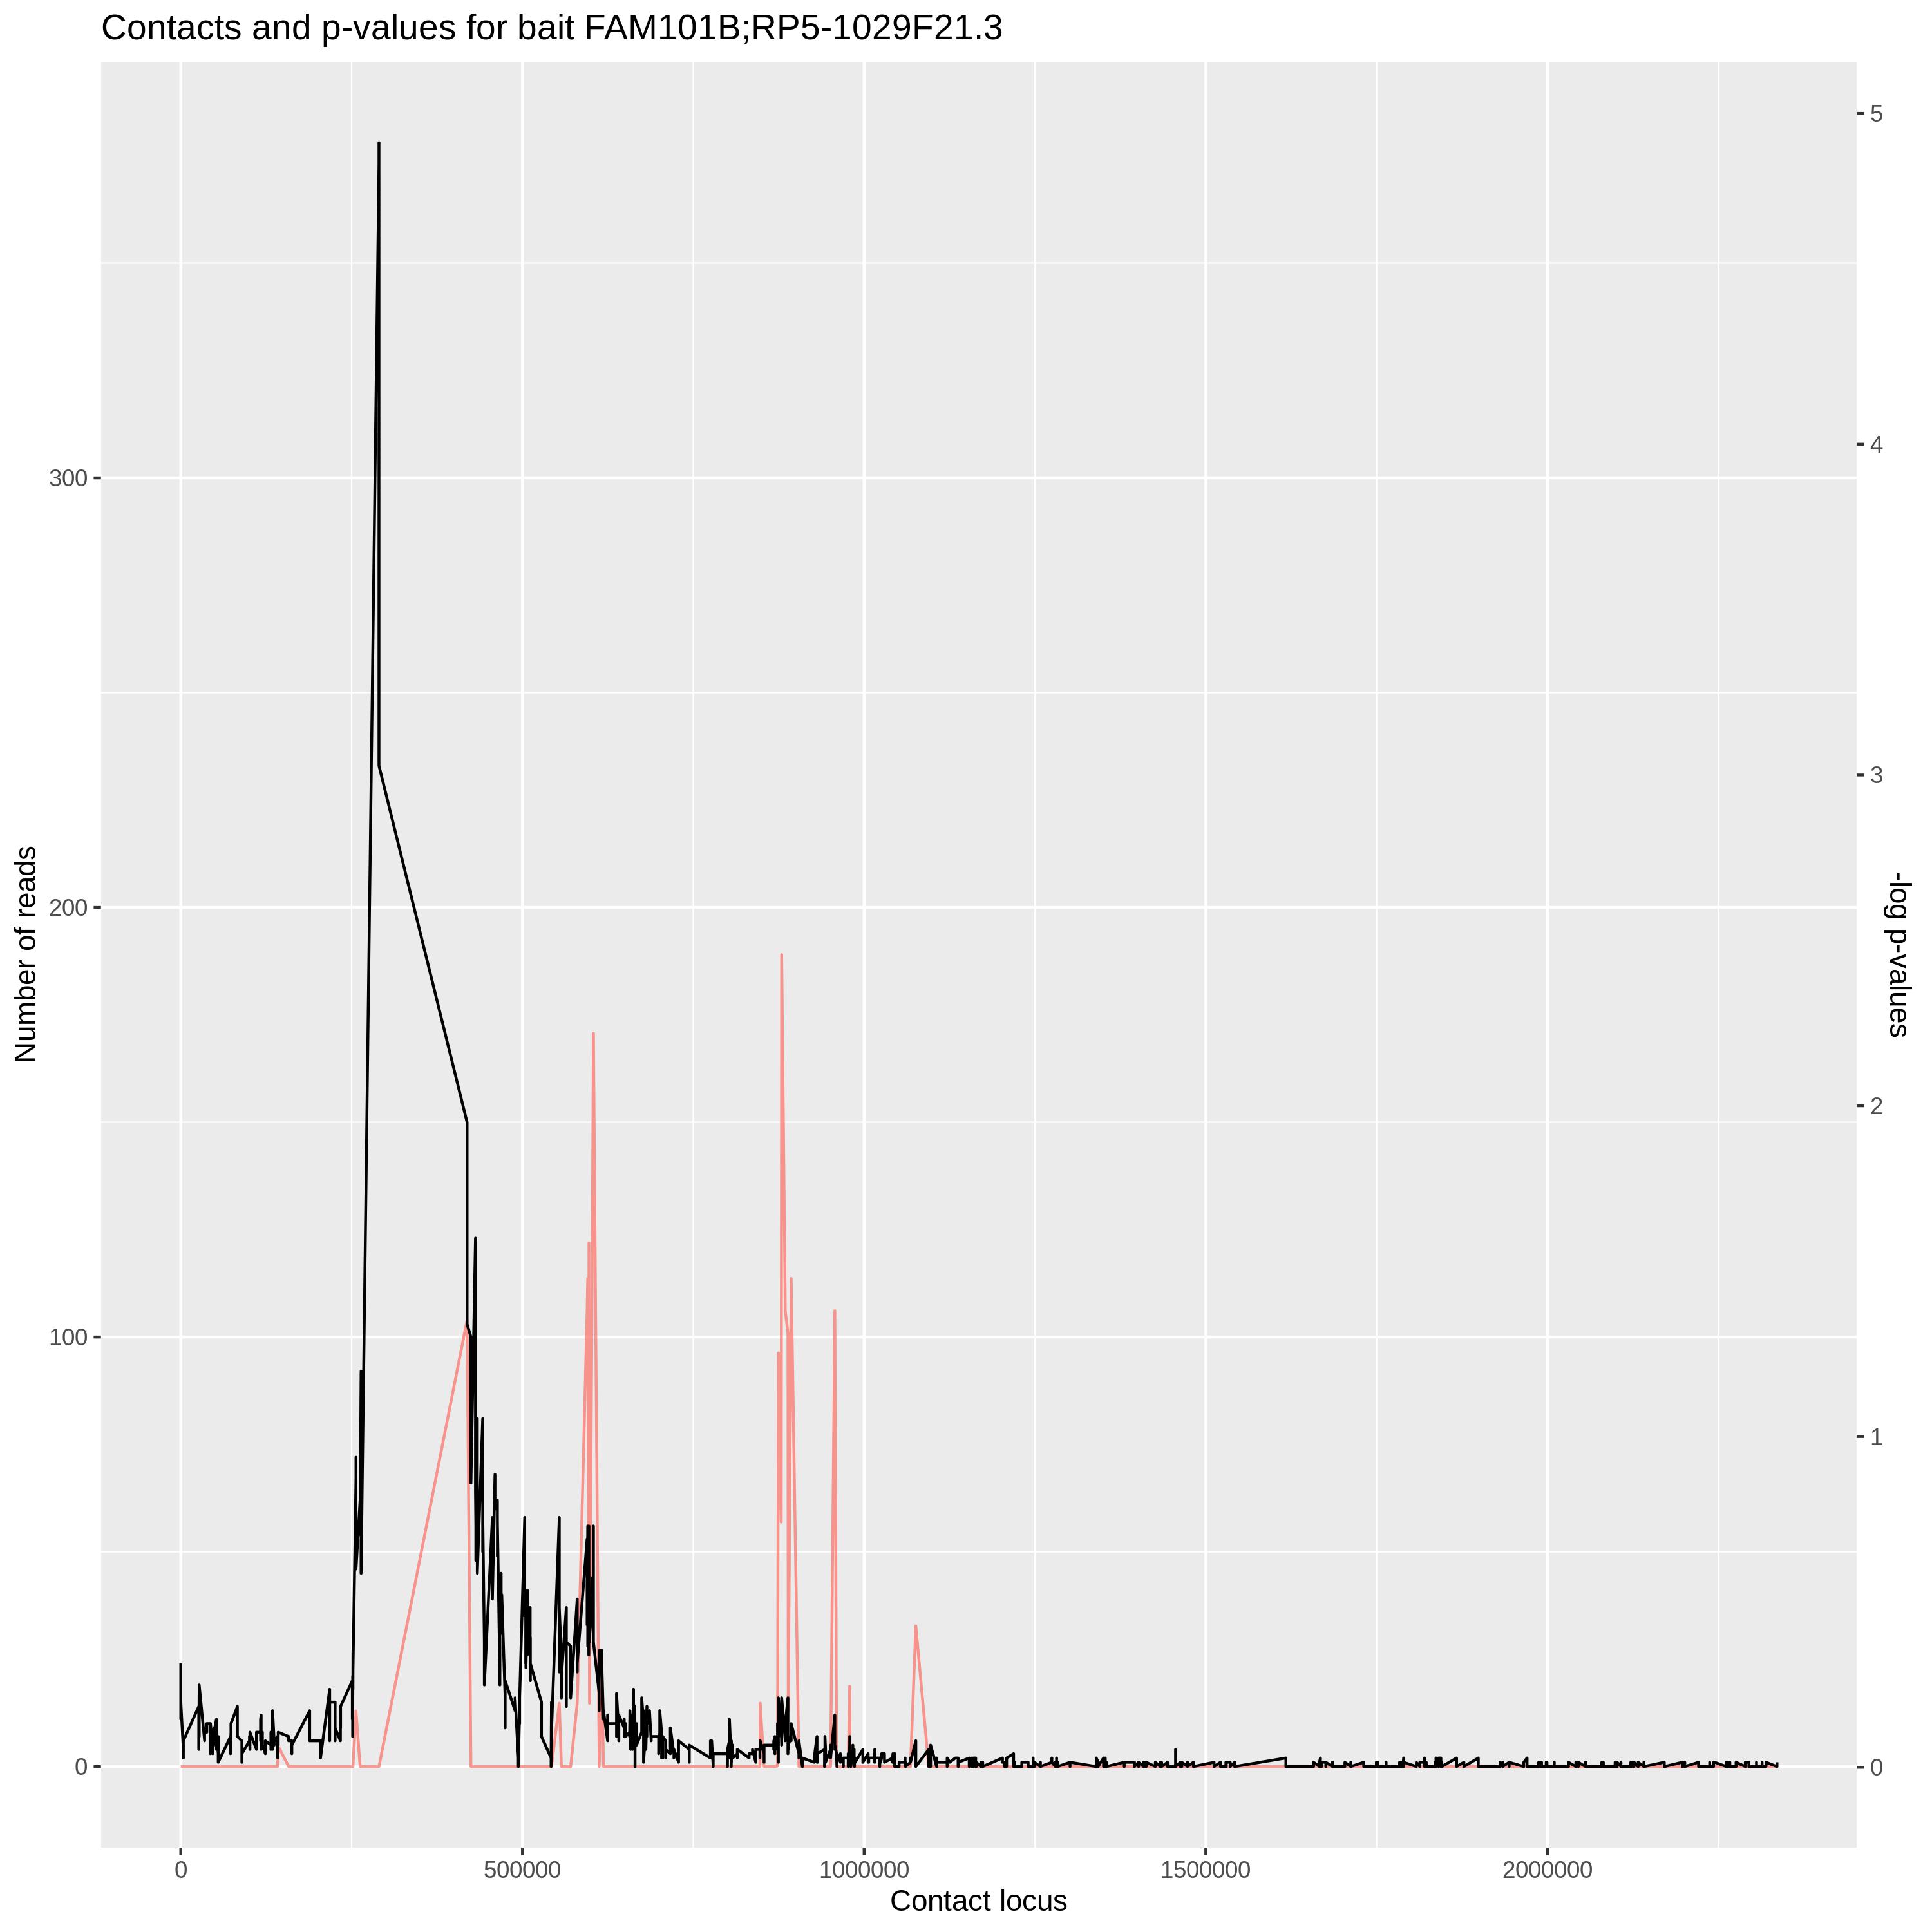 Contacts and p-values for bait FAM101B;RP5-1029F21.3
Number of reads
300
200
100
0
5
4
3
2
1
0
-log p-values
0 500000 1000000 1500000 2000000
Contact locus